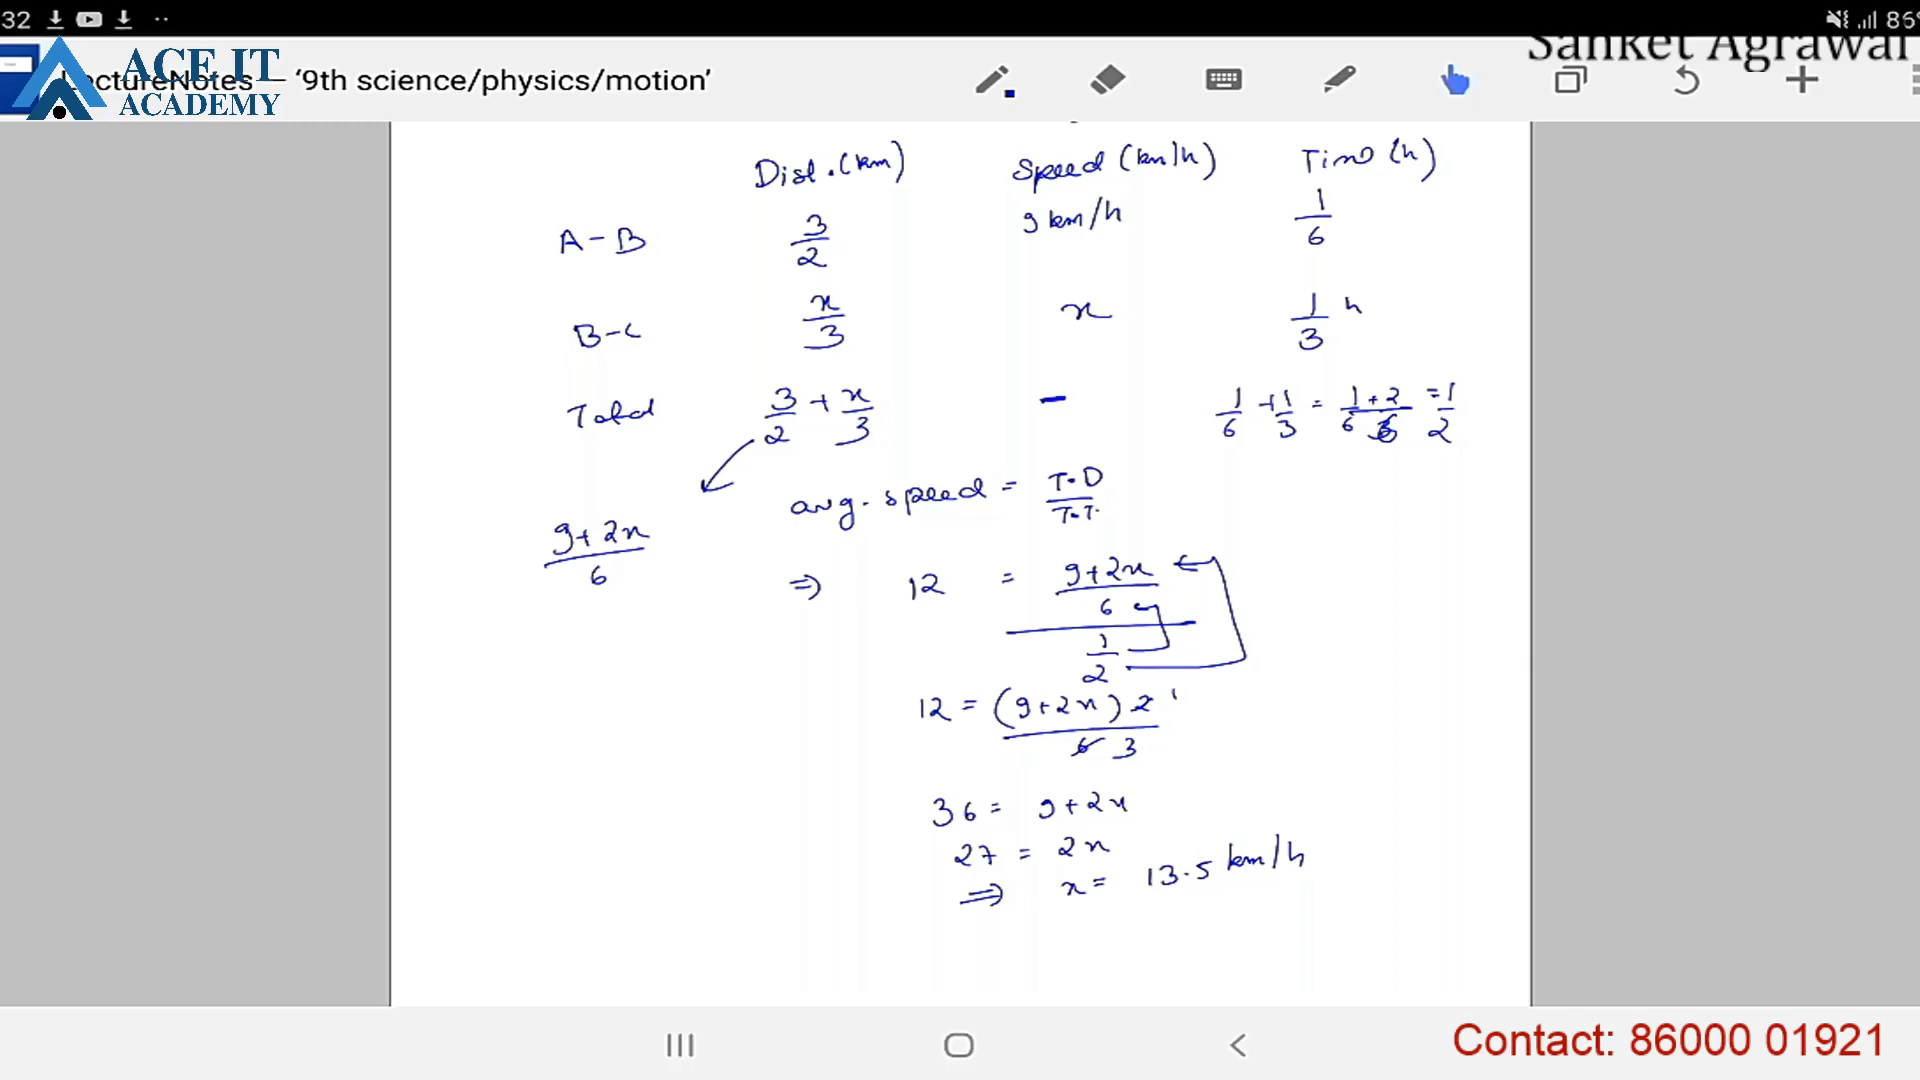 32
86%
Sanket Agrawal
ACE IT
ACADEMY
LectureNotes – ‘9th science/physics/motion’
Dist.(km) Speed (km/h) Time (h)
A-B 3/2 9 km/h 1/6
B-C x/3 x 1/3 h
Total 3/2 + x/3 - 1/6 + 1/3 = 1+2/6 = 1/2
avg. speed = T.D/T.T.
9+2x/6
⇒ 12 = 9+2x/6 / 1/2
12 = (9+2x) 2 1 / 6 3
36 = 9+2x
27 = 2x
⇒ x = 13.5 km/h
Contact: 86000 01921